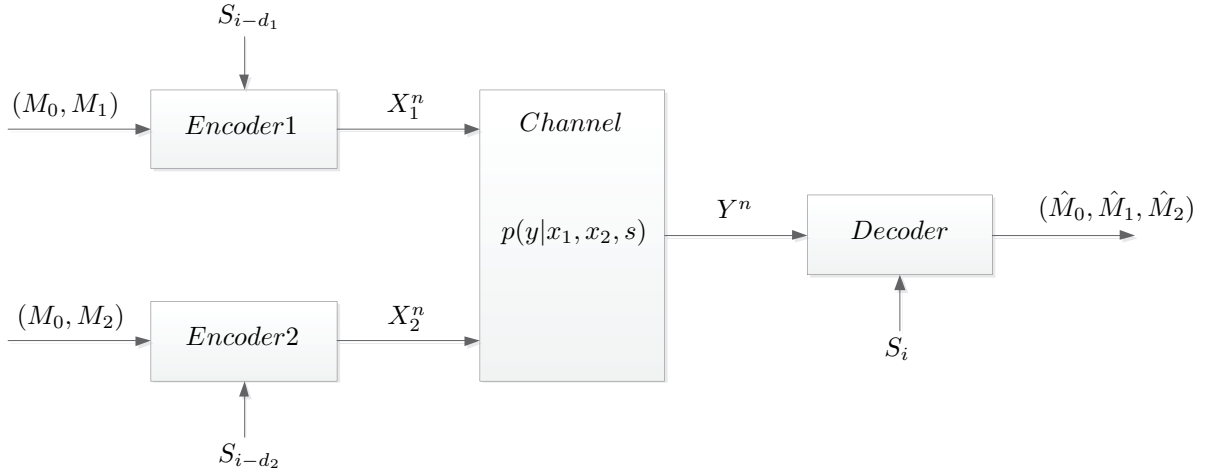 S_{i-d_1}
(M_0, M_1)
Encoder1
X_1^n
Channel
p(y|x_1, x_2, s)
Y^n
Decoder
(\hat{M}_0, \hat{M}_1, \hat{M}_2)
S_i
(M_0, M_2)
Encoder2
X_2^n
S_{i-d_2}